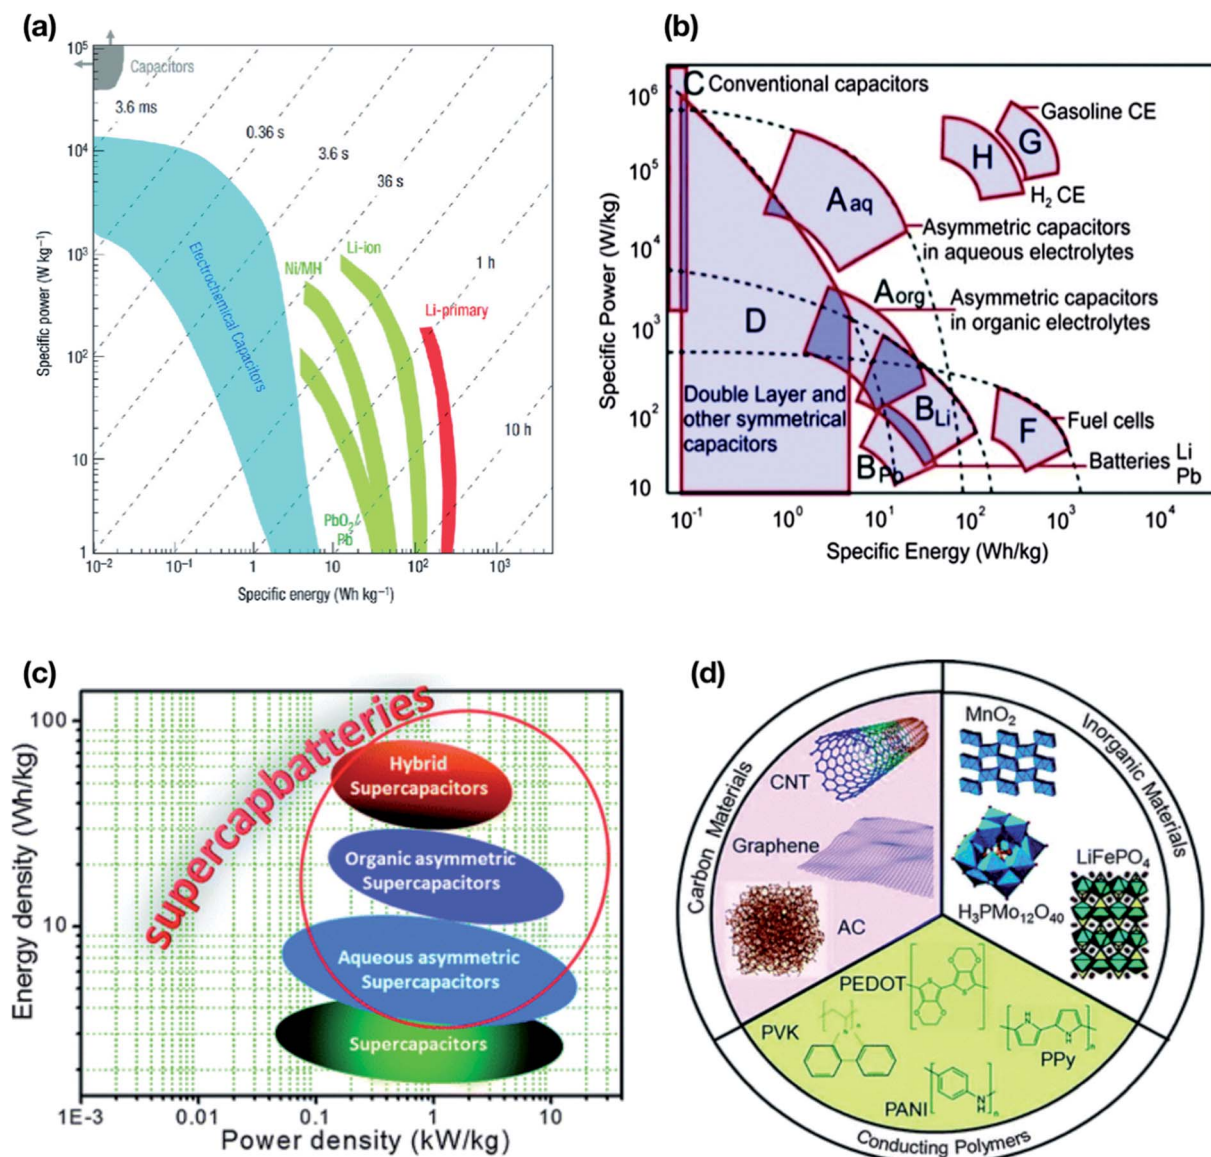 (a)
10⁵
Capacitors
3.6 ms
0.36 s
3.6 s
36 s
10⁴
10³
10²
10
1
Specific power (W kg⁻¹)
Electrochemical Capacitors
Ni/MH
Li-ion
1 h
Li-primary
10 h
PbO₂/
Pb
10⁻²
10⁻¹
1
10
10²
10³
Specific energy (Wh kg⁻¹)
(b)
10⁶
10⁵
10⁴
10³
10²
10
Specific Power (W/kg)
C Conventional capacitors
Gasoline CE
H
G
H₂ CE
A aq
Asymmetric capacitors
in aqueous electrolytes
A org
Asymmetric capacitors
in organic electrolytes
D
Double Layer and
other symmetrical
capacitors
B Li
B Pb
F
Fuel cells
Batteries Li
Pb
10⁻¹
10⁰
10¹
10²
10³
10⁴
Specific Energy (Wh/kg)
(c)
100
10
Energy density (Wh/kg)
supercapbatteries
Hybrid
Supercapacitors
Organic asymmetric
Supercapacitors
Aqueous asymmetric
Supercapacitors
Supercapacitors
1E-3
0.01
0.1
1
10
Power density (kW/kg)
(d)
Carbon Materials
Inorganic Materials
Conducting Polymers
CNT
Graphene
AC
MnO₂
LiFePO₄
H₃PMo₁₂O₄₀
PEDOT
n
PVK
n
n
PPy
H
N
N
H
n
PANI
N
H
n